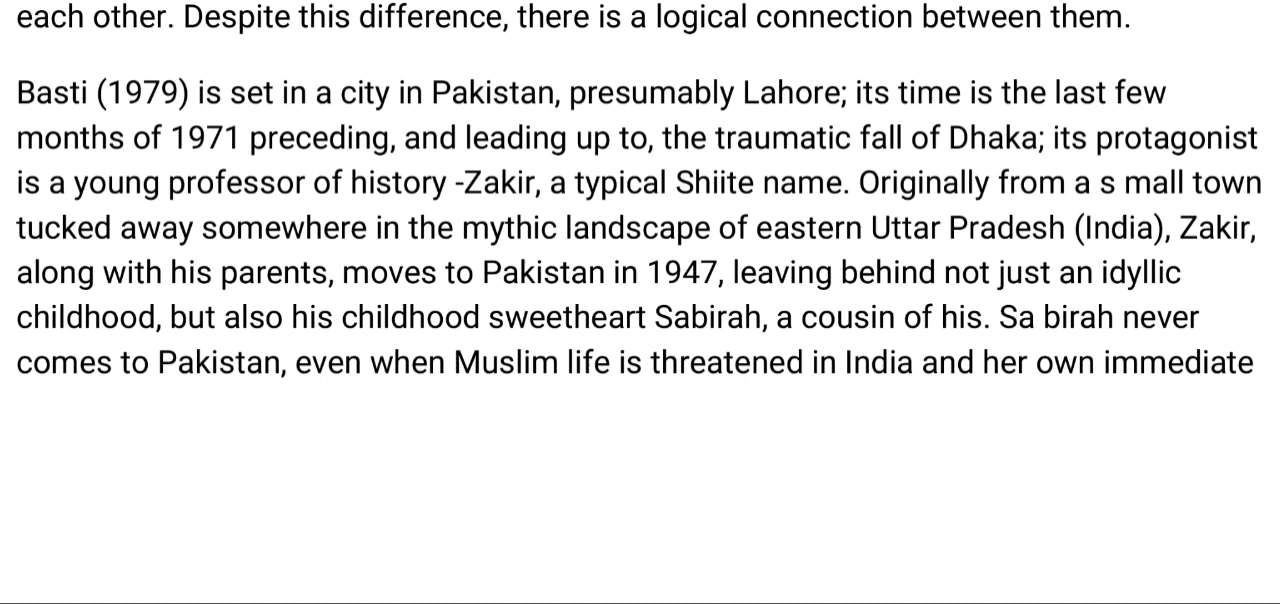 each other. Despite this difference, there is a logical connection between them.
Basti (1979) is set in a city in Pakistan, presumably Lahore; its time is the last few
months of 1971 preceding, and leading up to, the traumatic fall of Dhaka; its protagonist
is a young professor of history -Zakir, a typical Shiite name. Originally from a s mall town
tucked away somewhere in the mythic landscape of eastern Uttar Pradesh (India), Zakir,
along with his parents, moves to Pakistan in 1947, leaving behind not just an idyllic
childhood, but also his childhood sweetheart Sabirah, a cousin of his. Sa birah never
comes to Pakistan, even when Muslim life is threatened in India and her own immediate